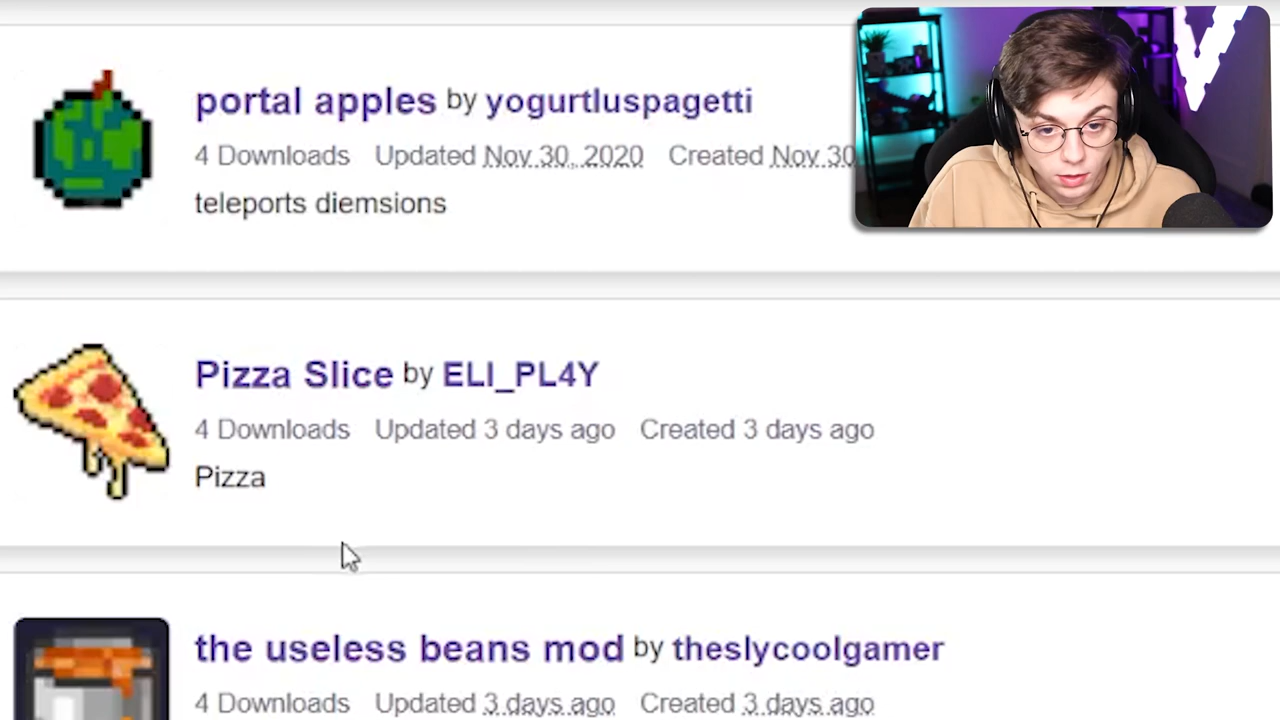 portal apples by yogurtluspagetti
4 Downloads Updated Nov 30, 2020 Created Nov 30
teleports diemsions
Pizza Slice by ELI_PL4Y
4 Downloads Updated 3 days ago Created 3 days ago
Pizza
the useless beans mod by theslycoolgamer
4 Downloads Updated 3 days ago Created 3 days ago